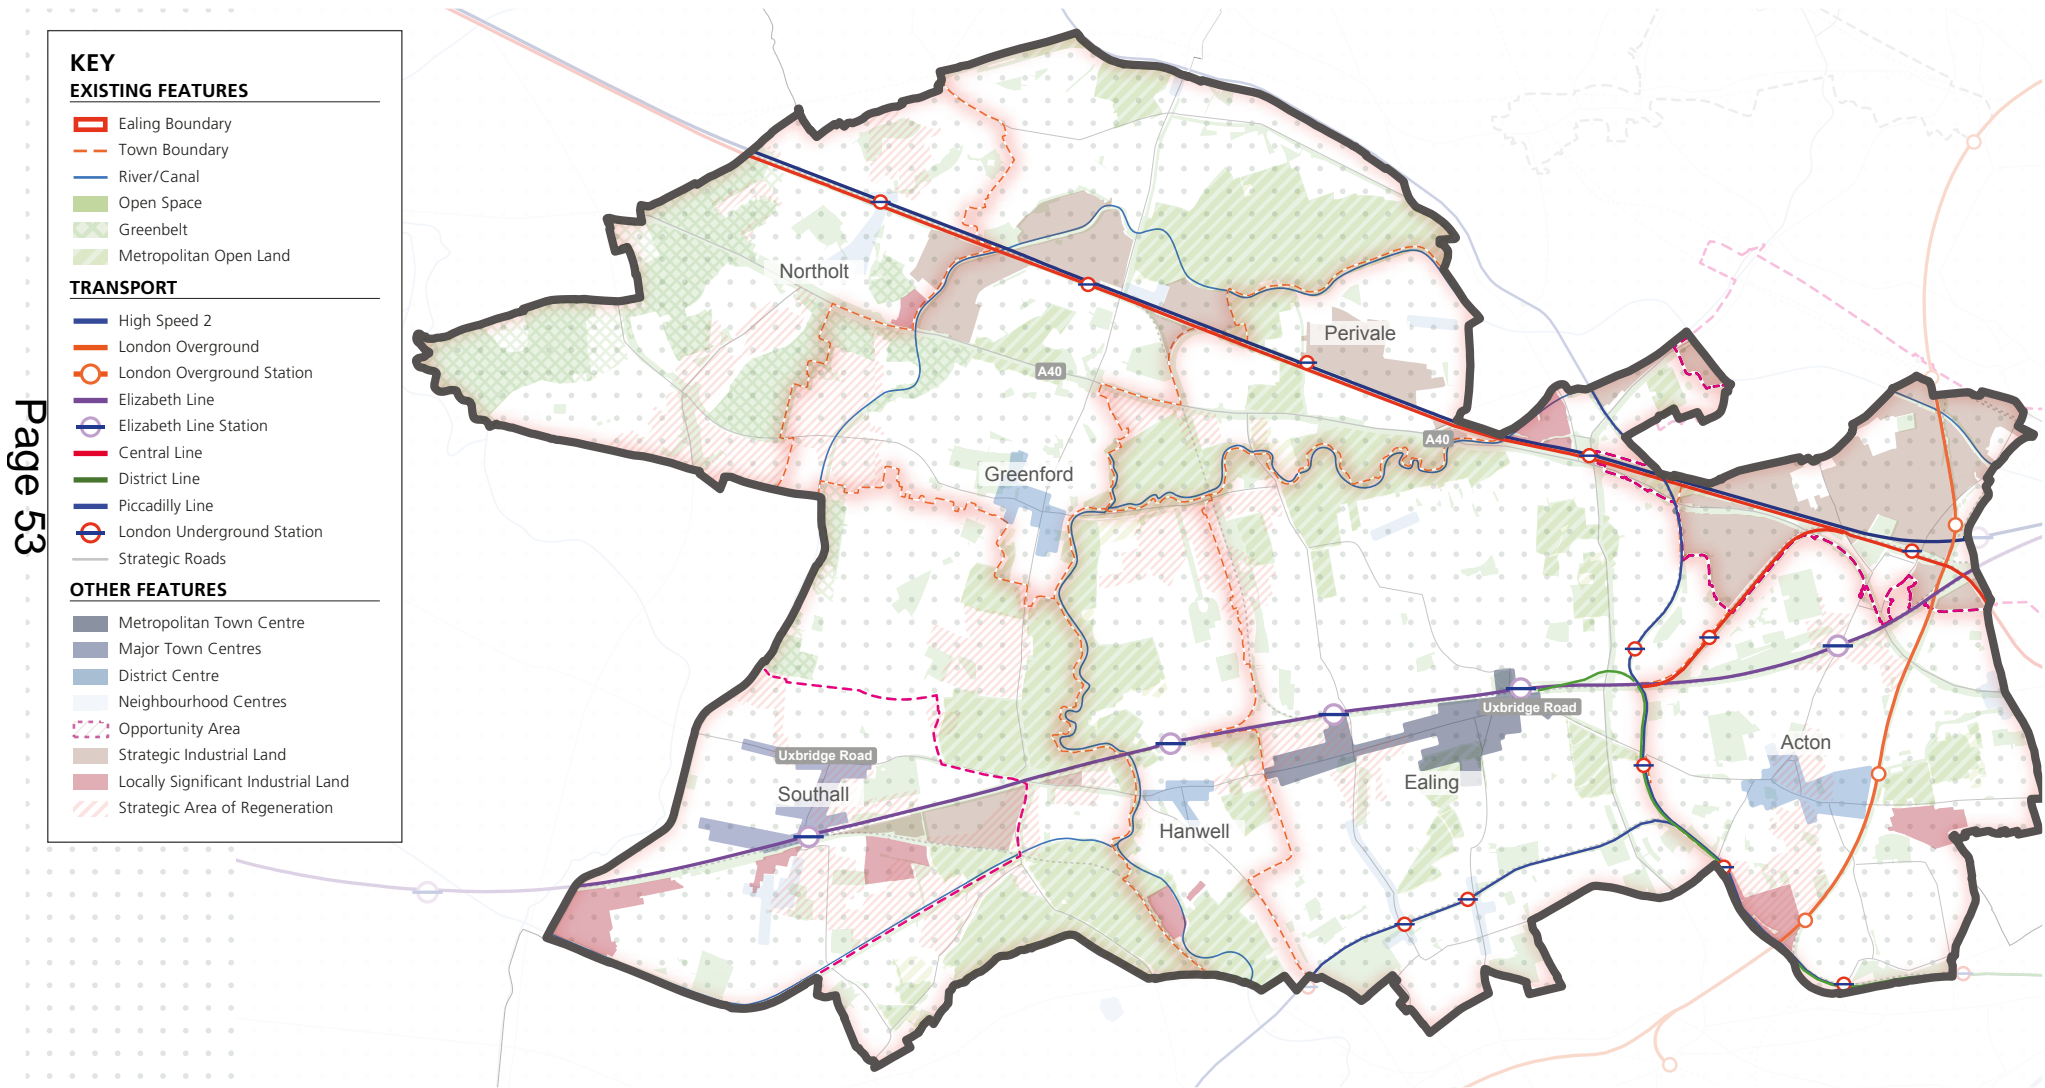 KEY
EXISTING FEATURES
Ealing Boundary
Town Boundary
River/Canal
Open Space
Greenbelt
Metropolitan Open Land
TRANSPORT
High Speed 2
London Overground
London Overground Station
Elizabeth Line
Elizabeth Line Station
Central Line
District Line
Piccadilly Line
London Underground Station
Strategic Roads
OTHER FEATURES
Metropolitan Town Centre
Major Town Centres
District Centre
Neighbourhood Centres
Opportunity Area
Strategic Industrial Land
Locally Significant Industrial Land
Strategic Area of Regeneration
Page 53
Northolt
Perivale
A40
A40
Greenford
Uxbridge Road
Acton
Uxbridge Road
Ealing
Southall
Hanwell